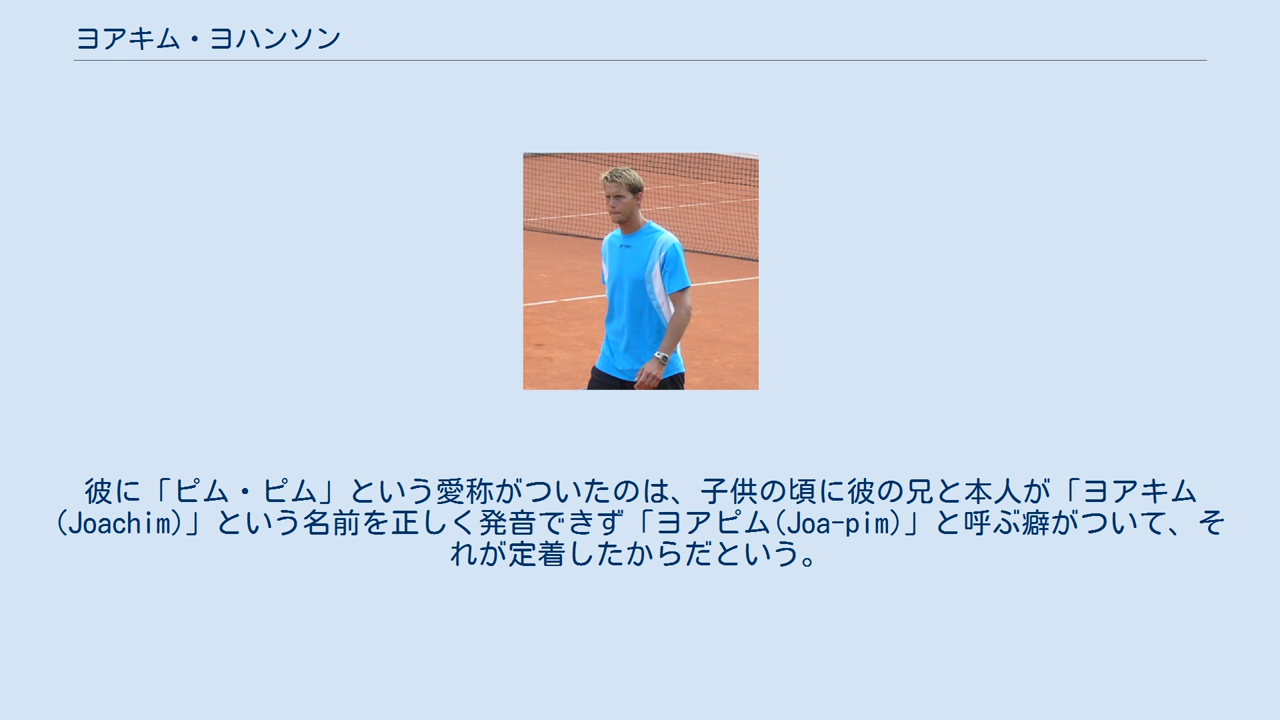 ヨアキム・ヨハンソン
彼に「ピム・ピム」という愛称がついたのは、子供の頃に彼の兄と本人が「ヨアキム
(Joachim)」という名前を正しく発音できず「ヨアピム(Joa-pim)」と呼ぶ癖がついて、そ
れが定着したからだという。